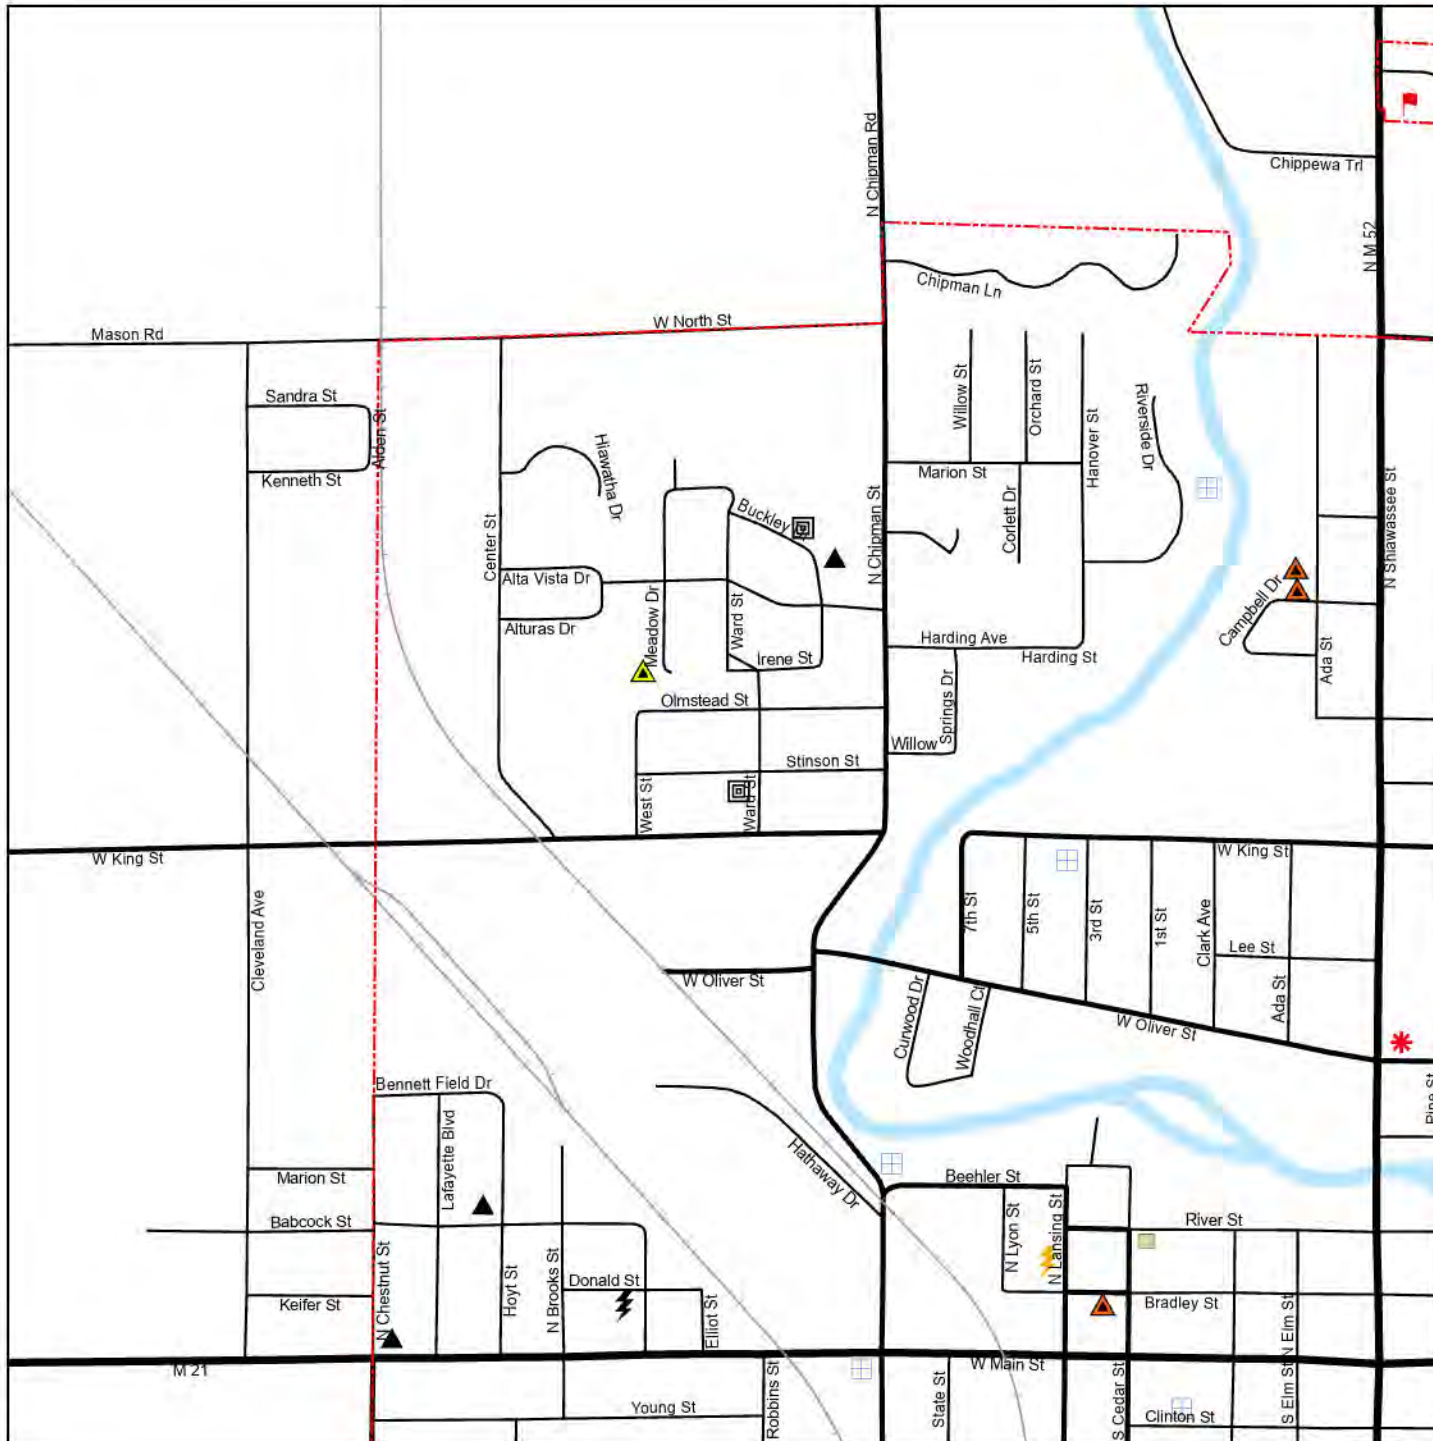 N Chipman Rd
Chippewa Trl
N M 52
Chipman Ln
W North St
Mason Rd
Sandra St
Alden St
Kenneth St
Hiawatha Dr
Willow St
Orchard St
Hanover St
Riverside Dr
Marion St
Corlett Dr
Buckley
N Chipman St
Center St
N Shiawassee St
Alta Vista Dr
Alturas Dr
Meadow Dr
Ward St
Irene St
Campbell Dr
Ada St
Harding Ave
Harding St
Olmstead St
Willow
Springs Dr
Stinson St
West St
Ward St
W King St
W King St
Cleveland Ave
7th St
5th St
3rd St
1st St
Clark Ave
Lee St
Ada St
W Oliver St
Curwood Dr
Woodhall Ct
W Oliver St
Pine St
Bennett Field Dr
Lafayette Blvd
Hathaway Dr
Marion St
Beehler St
Babcock St
N Lyon St
N Lansing St
River St
N Chestnut St
Hoyt St
N Brooks St
Donald St
Keifer St
Elliot St
Bradley St
N Elm St
M 21
W Main St
Robbins St
State St
S Cedar St
S Elm St
Young St
Clinton St